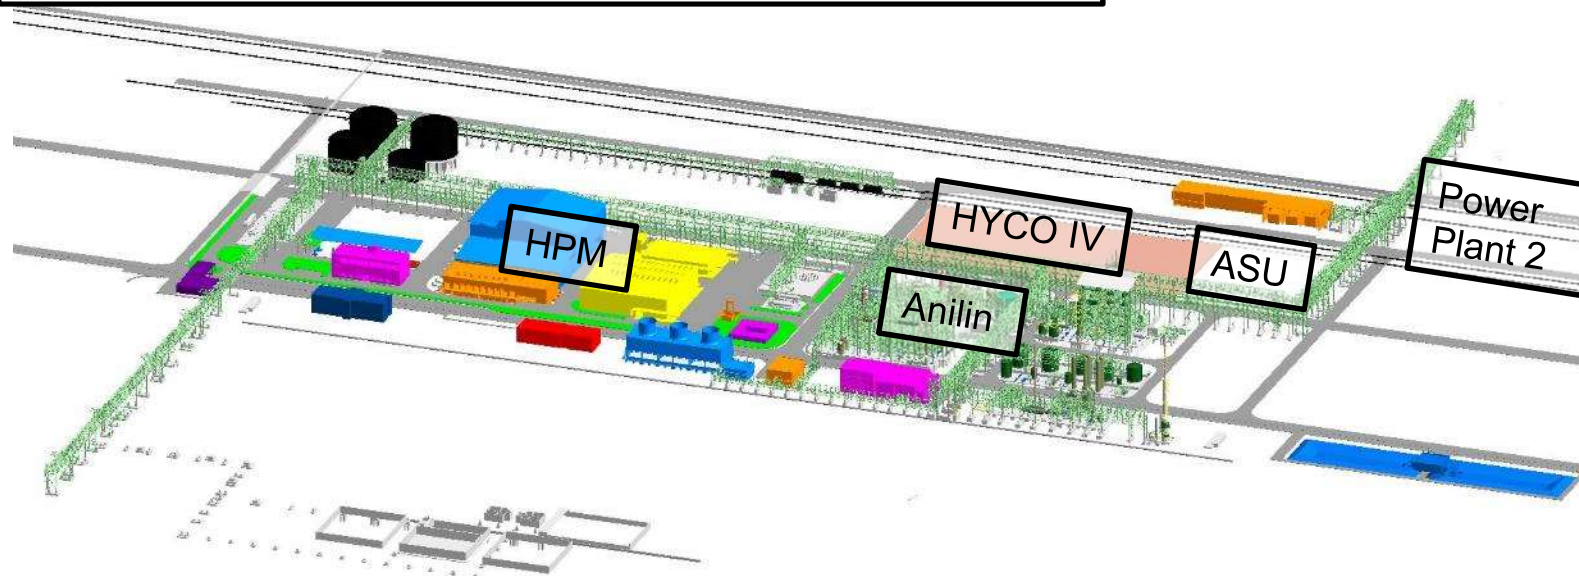 HPM
HYCO IV
ASU
Power
Plant 2
Anilin